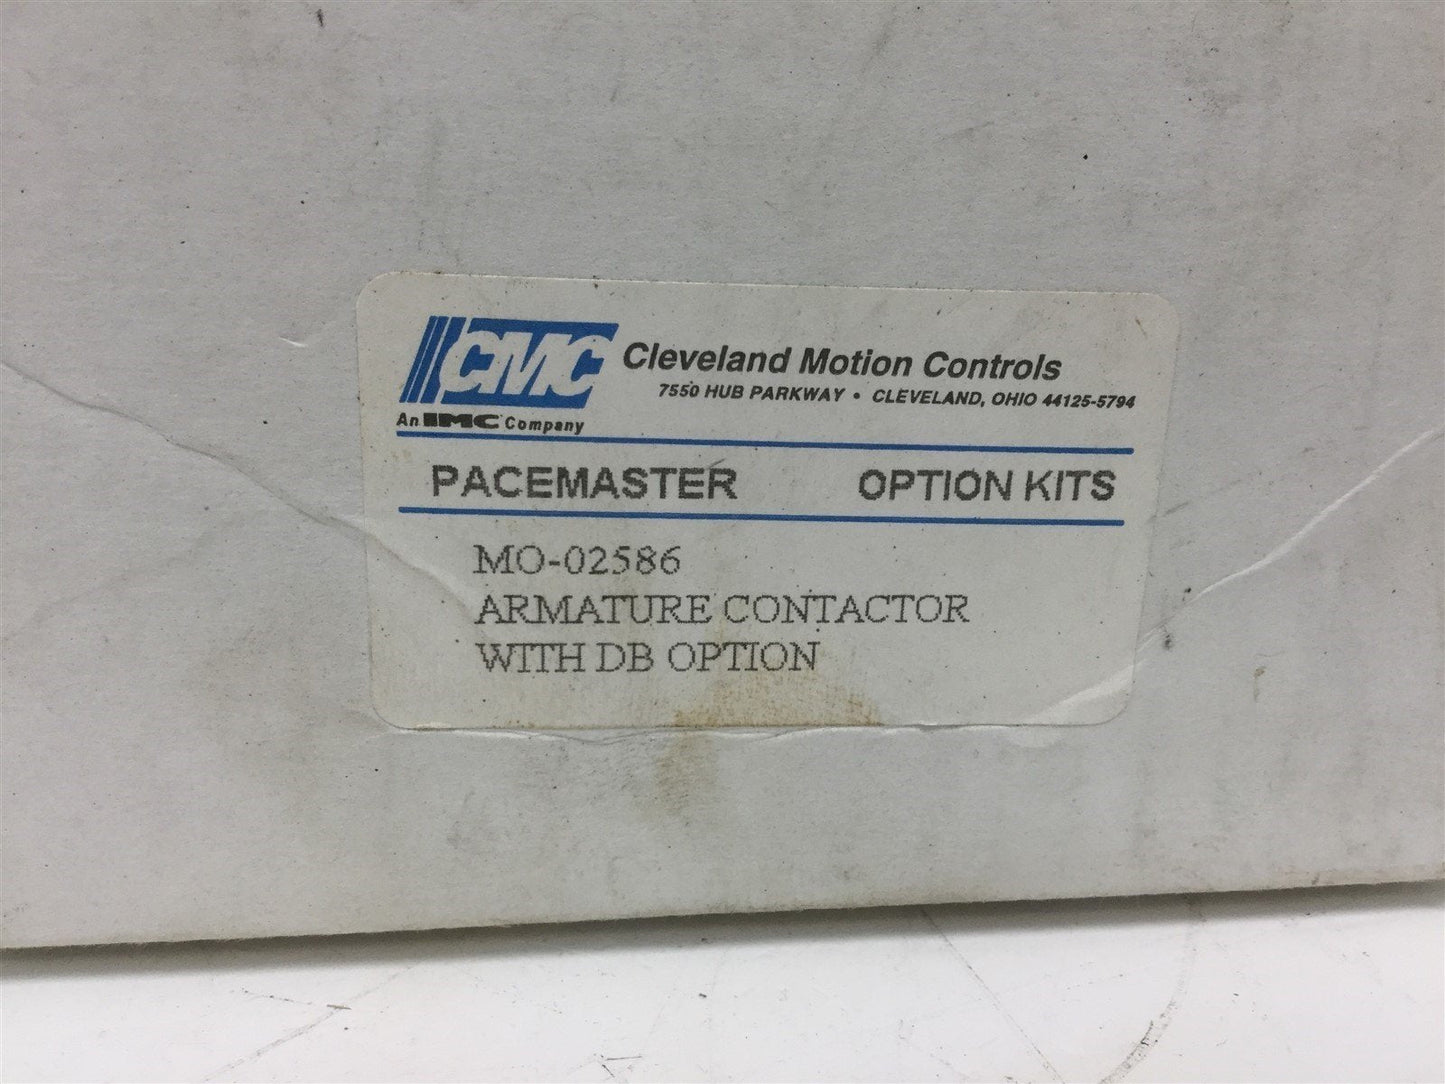 CMC Cleveland Motion Controls
7550 HUB PARKWAY • CLEVELAND, OHIO 44125-5794
An IMC Company
PACEMASTER OPTION KITS
MO-02586
ARMATURE CONTACTOR
WITH DB OPTION